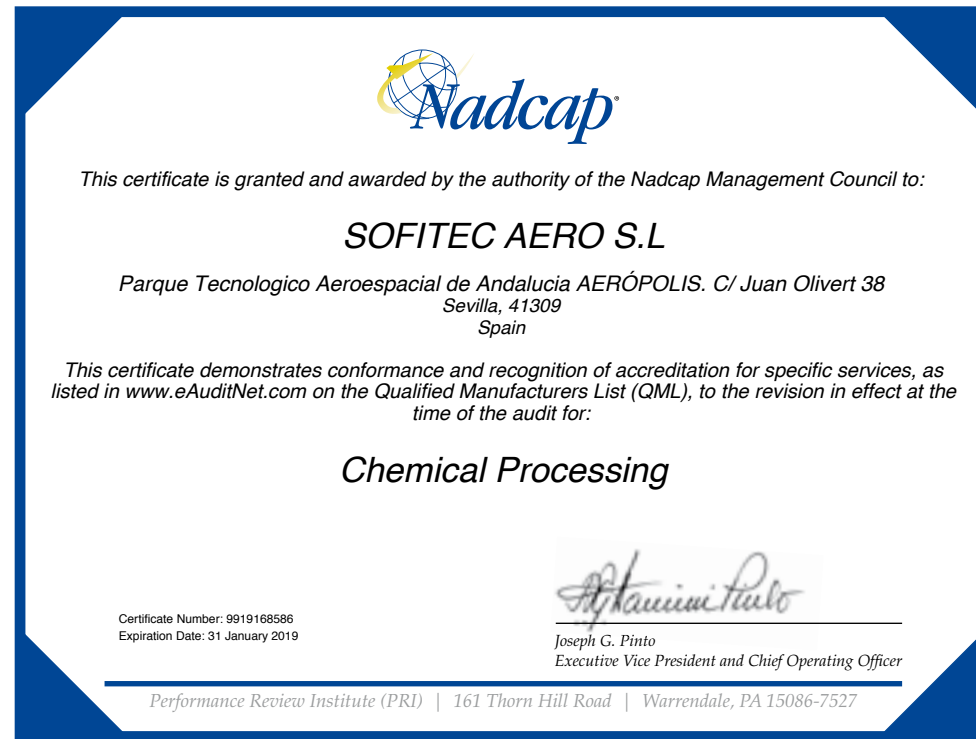 Nadcap
This certificate is granted and awarded by the authority of the Nadcap Management Council to:
SOFITEC AERO S.L
Parque Tecnologico Aeroespacial de Andalucia AERÓPOLIS. C/ Juan Olivert 38
Sevilla, 41309
Spain
This certificate demonstrates conformance and recognition of accreditation for specific services, as
listed in www.eAuditNet.com on the Qualified Manufacturers List (QML), to the revision in effect at the
time of the audit for:
Chemical Processing
Certificate Number: 9919168586
Expiration Date: 31 January 2019
Joseph G. Pinto
Executive Vice President and Chief Operating Officer
Performance Review Institute (PRI) | 161 Thorn Hill Road | Warrendale, PA 15086-7527